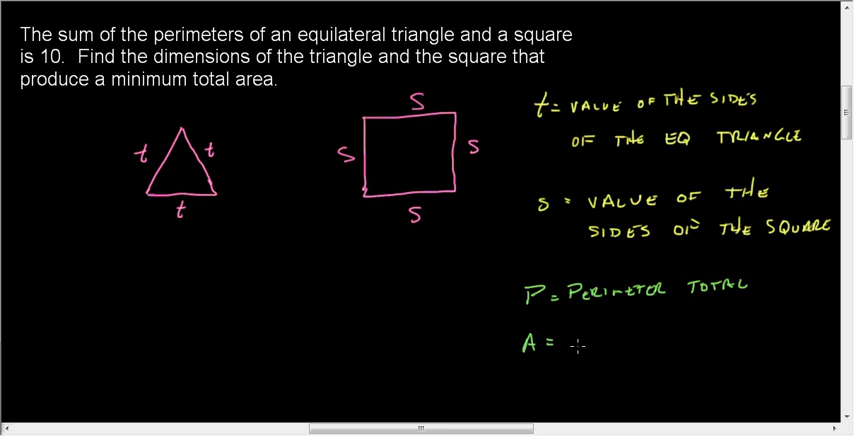 The sum of the perimeters of an equilateral triangle and a square
is 10. Find the dimensions of the triangle and the square that
produce a minimum total area.
t = VALUE OF THE SIDES
OF THE EQ TRIANGLE
s = VALUE OF THE
SIDES OF THE SQUARE
P = PERIMETER TOTAL
A =
t t
t
S
S S
S